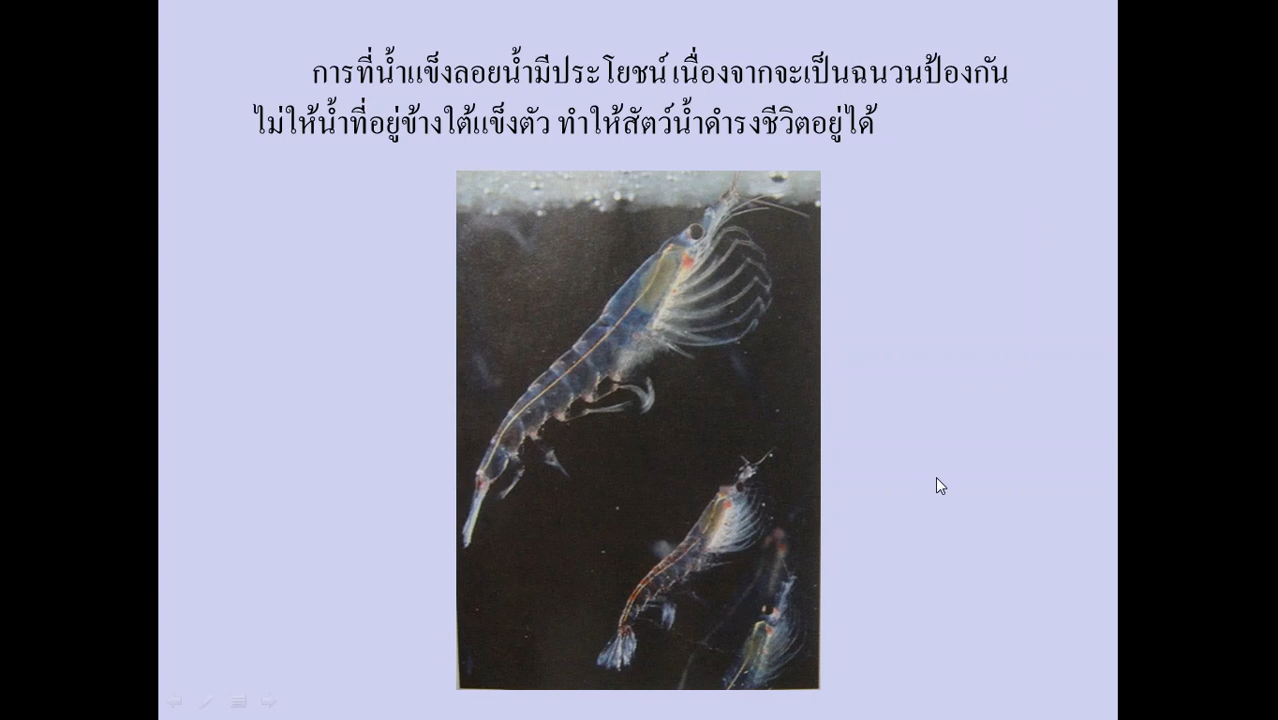 การที่น้ำแข็งลอยน้ำมีประโยชน์ เนื่องจากจะเป็นฉนวนป้องกัน
ไม่ให้น้ำที่อยู่ข้างใต้แข็งตัว ทำให้สัตว์น้ำดำรงชีวิตอยู่ได้